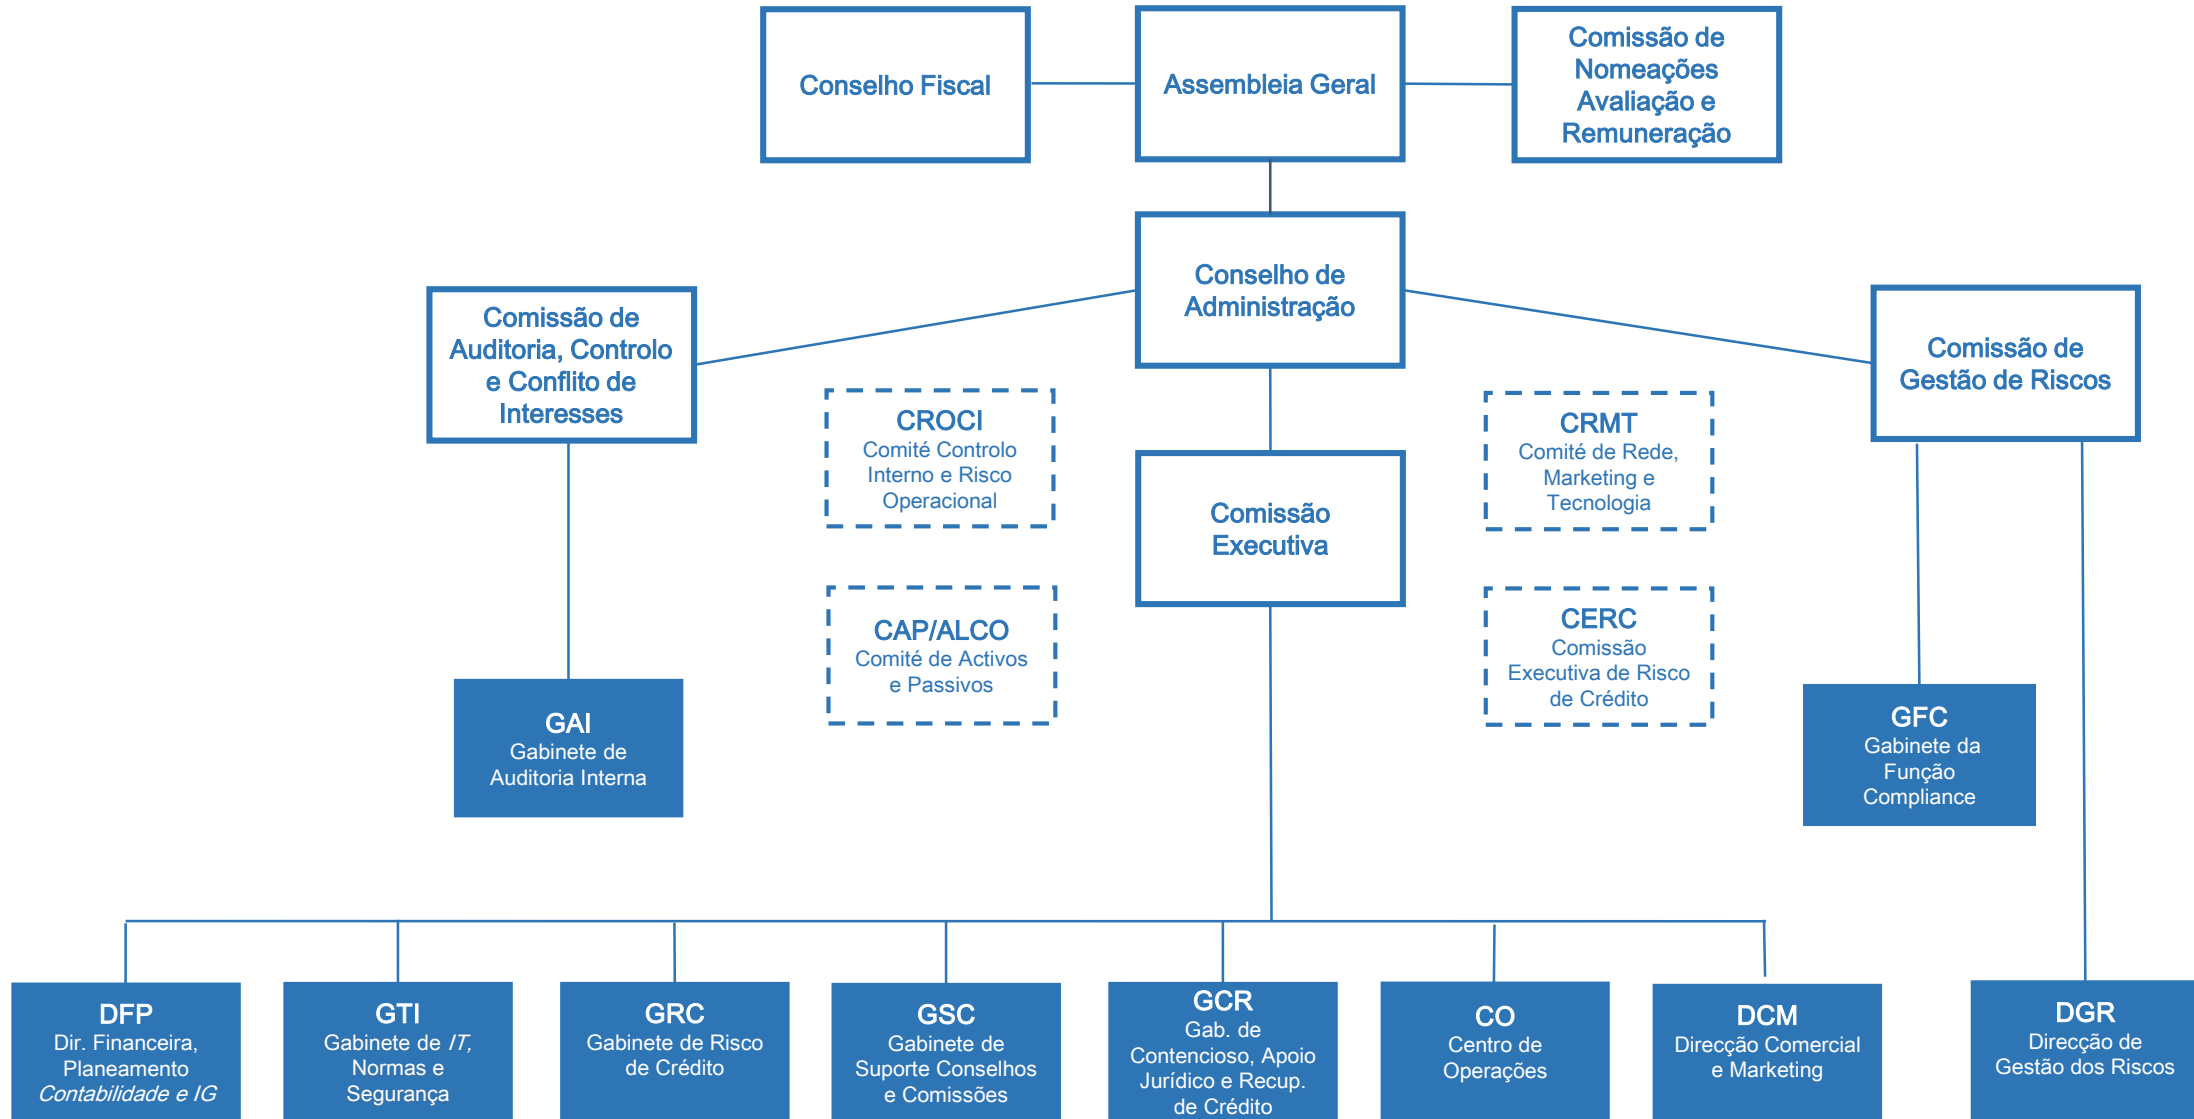 Conselho Fiscal
Assembleia Geral
Comissão de
Nomeações
Avaliação e
Remuneração
Conselho de
Administração
Comissão de
Auditoria, Controlo
e Conflito de
Interesses
Comissão de
Gestão de Riscos
CROCI
Comité Controlo
Interno e Risco
Operacional
CRMT
Comité de Rede,
Marketing e
Tecnologia
Comissão
Executiva
CAP/ALCO
Comité de Activos
e Passivos
CERC
Comissão
Executiva de Risco
de Crédito
GAI
Gabinete de
Auditoria Interna
GFC
Gabinete da
Função
Compliance
DFP
Dir. Financeira,
Planeamento
Contabilidade e IG
GTI
Gabinete de IT,
Normas e
Segurança
GRC
Gabinete de Risco
de Crédito
GSC
Gabinete de
Suporte Conselhos
e Comissões
GCR
Gab. de
Contencioso, Apoio
Jurídico e Recup.
de Crédito
CO
Centro de
Operações
DCM
Direcção Comercial
e Marketing
DGR
Direcção de
Gestão dos Riscos